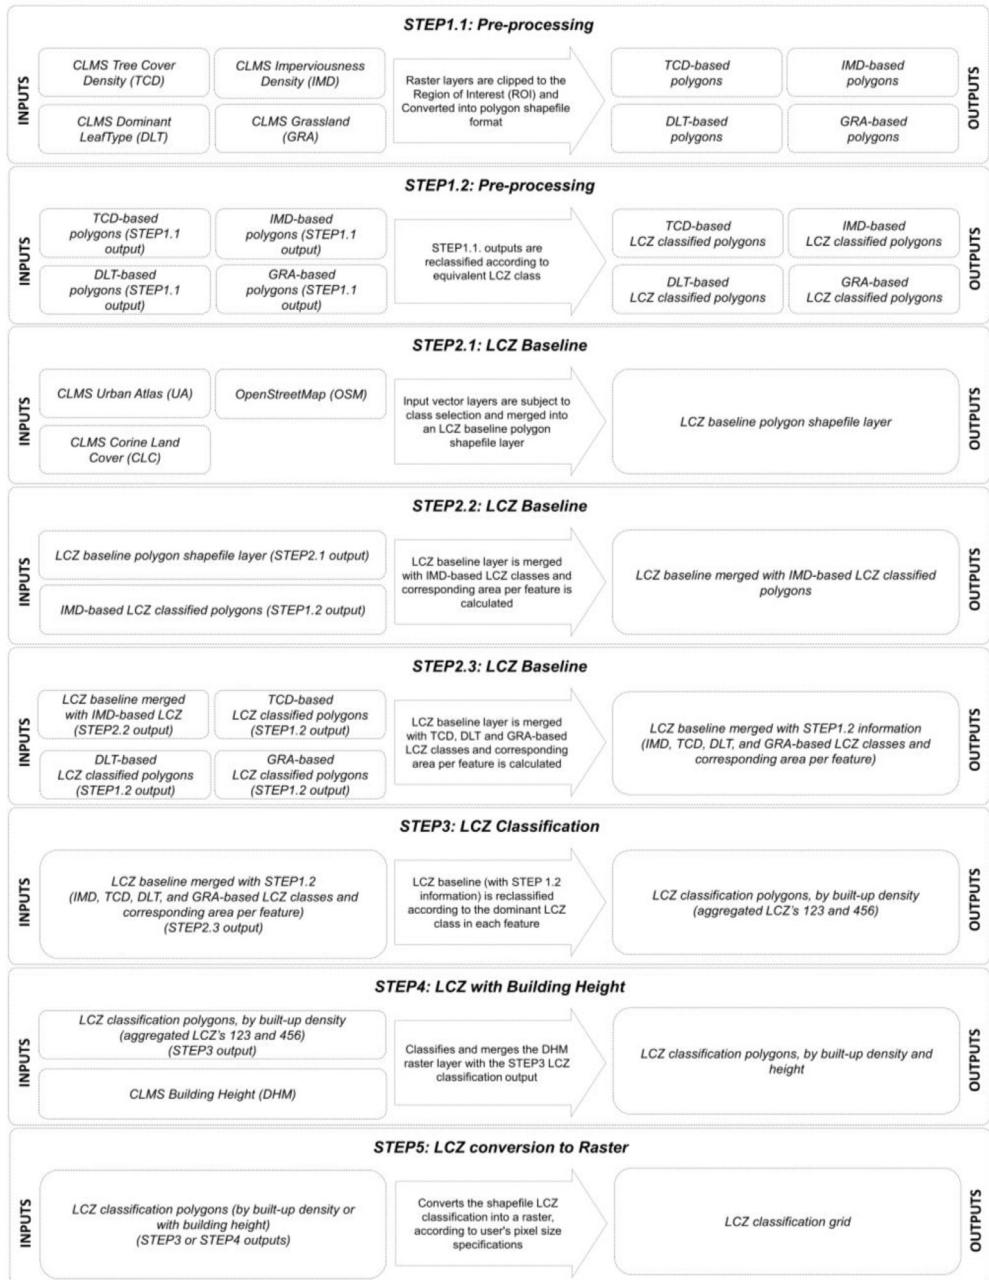 STEP1.1: Pre-processing
INPUTS
CLMS Tree Cover
Density (TCD)
CLMS Imperviousness
Density (IMD)
CLMS Dominant
LeafType (DLT)
CLMS Grassland
(GRA)
Raster layers are clipped to the
Region of Interest (ROI) and
Converted into polygon shapefile
format
TCD-based
polygons
IMD-based
polygons
DLT-based
polygons
GRA-based
polygons
OUTPUTS
STEP1.2: Pre-processing
INPUTS
TCD-based
polygons (STEP1.1
output)
IMD-based
polygons (STEP1.1
output)
DLT-based
polygons (STEP1.1
output)
GRA-based
polygons (STEP1.1
output)
STEP1.1. outputs are
reclassified according to
equivalent LCZ class
TCD-based
LCZ classified polygons
IMD-based
LCZ classified polygons
DLT-based
LCZ classified polygons
GRA-based
LCZ classified polygons
OUTPUTS
STEP2.1: LCZ Baseline
INPUTS
CLMS Urban Atlas (UA)
OpenStreetMap (OSM)
CLMS Corine Land
Cover (CLC)
Input vector layers are subject to
class selection and merged into
an LCZ baseline polygon
shapefile layer
LCZ baseline polygon shapefile layer
OUTPUTS
STEP2.2: LCZ Baseline
INPUTS
LCZ baseline polygon shapefile layer (STEP2.1 output)
IMD-based LCZ classified polygons (STEP1.2 output)
LCZ baseline layer is merged
with IMD-based LCZ classes and
corresponding area per feature is
calculated
LCZ baseline merged with IMD-based LCZ classified
polygons
OUTPUTS
STEP2.3: LCZ Baseline
INPUTS
LCZ baseline merged
with IMD-based LCZ
(STEP2.2 output)
TCD-based
LCZ classified polygons
(STEP1.2 output)
DLT-based
LCZ classified polygons
(STEP1.2 output)
GRA-based
LCZ classified polygons
(STEP1.2 output)
LCZ baseline layer is merged
with TCD, DLT and GRA-based
LCZ classes and corresponding
area per feature is calculated
LCZ baseline merged with STEP1.2 information
(IMD, TCD, DLT, and GRA-based LCZ classes and
corresponding area per feature)
OUTPUTS
STEP3: LCZ Classification
INPUTS
LCZ baseline merged with STEP1.2
(IMD, TCD, DLT, and GRA-based LCZ classes and
corresponding area per feature)
(STEP2.3 output)
LCZ baseline (with STEP 1.2
information) is reclassified
according to the dominant LCZ
class in each feature
LCZ classification polygons, by built-up density
(aggregated LCZ's 123 and 456)
OUTPUTS
STEP4: LCZ with Building Height
INPUTS
LCZ classification polygons, by built-up density
(aggregated LCZ's 123 and 456)
(STEP3 output)
CLMS Building Height (DHM)
Classifies and merges the DHM
raster layer with the STEP3 LCZ
classification output
LCZ classification polygons, by built-up density and
height
OUTPUTS
STEP5: LCZ conversion to Raster
INPUTS
LCZ classification polygons (by built-up density or
with building height)
(STEP3 or STEP4 outputs)
Converts the shapefile LCZ
classification into a raster,
according to user's pixel size
specifications
LCZ classification grid
OUTPUTS